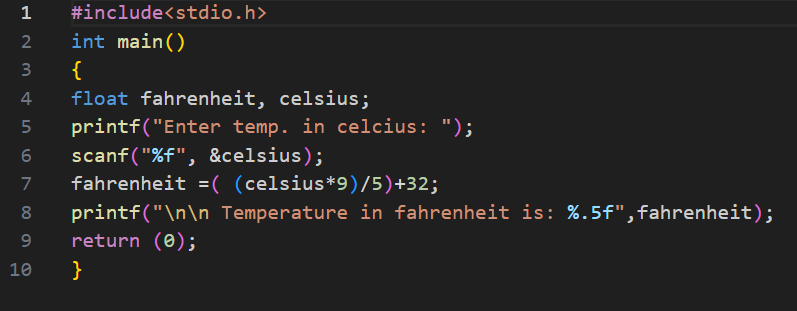 1 #include<stdio.h>
2 int main()
3 {
4 float fahrenheit, celsius;
5 printf("Enter temp. in celcius: ");
6 scanf("%f", &celsius);
7 fahrenheit =( (celsius*9)/5)+32;
8 printf("\n\n Temperature in fahrenheit is: %.5f",fahrenheit);
9 return (0);
10 }